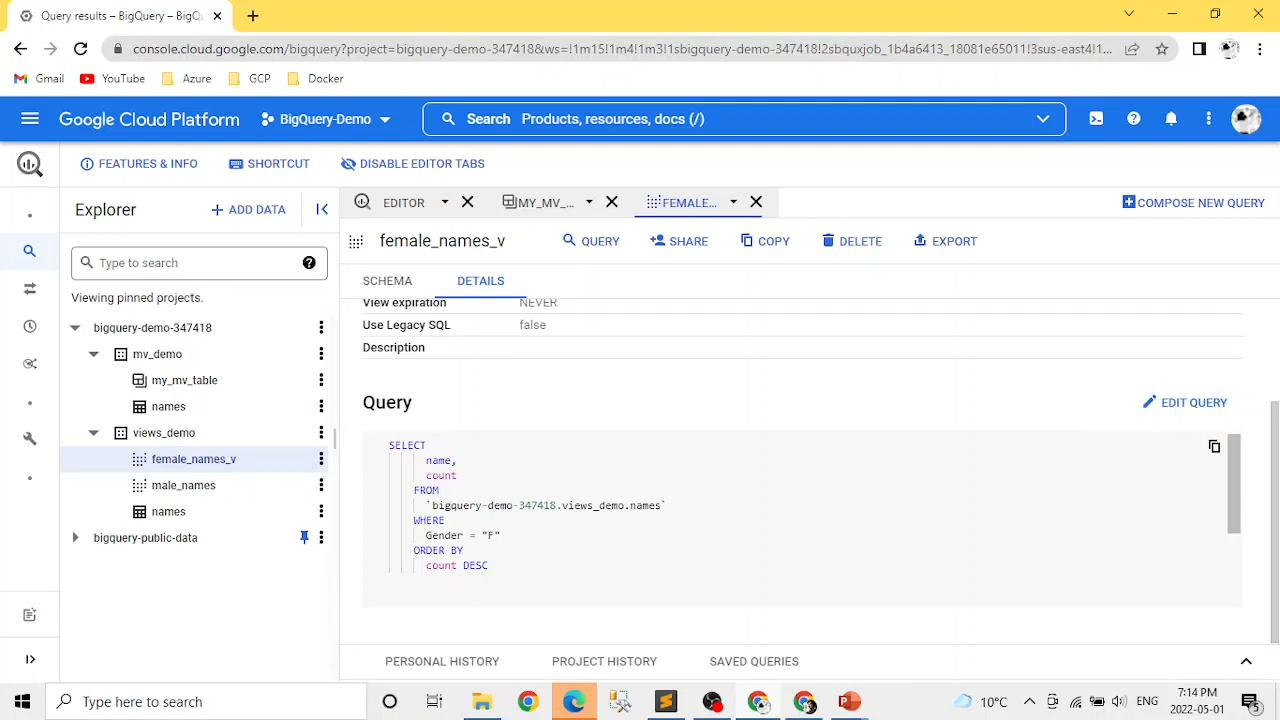 Query results – BigQuery – BigQ
console.cloud.google.com/bigquery?project=bigquery-demo-347418&ws=!1m15!1m4!1m3!1sbigquery-demo-347418!2sbquxjob_1b4a6413_18081e65011!3sus-east4!1...
Gmail YouTube Azure GCP Docker
Google Cloud Platform BigQuery-Demo Search Products, resources, docs (/)
FEATURES & INFO SHORTCUT DISABLE EDITOR TABS
Explorer + ADD DATA EDITOR MY_MV_... FEMALE... COMPOSE NEW QUERY
female_names_v QUERY SHARE COPY DELETE EXPORT
Type to search
SCHEMA DETAILS
Viewing pinned projects.
View expiration NEVER
Use Legacy SQL false
Description
bigquery-demo-347418
mv_demo
my_mv_table
names
views_demo
female_names_v
male_names
names
bigquery-public-data
Query EDIT QUERY
SELECT
name,
count
FROM
`bigquery-demo-347418.views_demo.names`
WHERE
Gender = "F"
ORDER BY
count DESC
PERSONAL HISTORY PROJECT HISTORY SAVED QUERIES
Type here to search
10°C
ENG
7:14 PM
2022-05-01
5